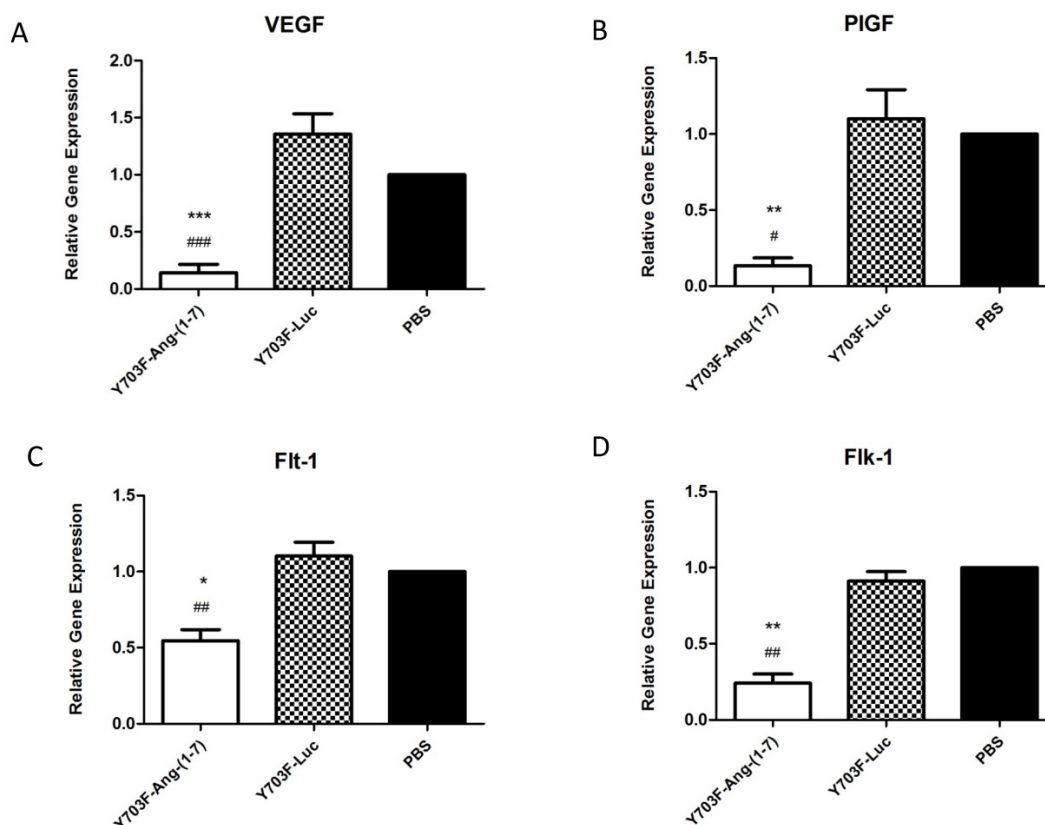 A
VEGF
Relative Gene Expression
2.0
1.5
1.0
0.5
0.0
***
###
Y703F-Ang-(1-7)
Y703F-Luc
PBS
B
PlGF
Relative Gene Expression
1.5
1.0
0.5
0.0
**
#
Y703F-Ang-(1-7)
Y703F-Luc
PBS
C
Flt-1
Relative Gene Expression
1.5
1.0
0.5
0.0
*
##
Y703F-Ang-(1-7)
Y703F-Luc
PBS
D
Flk-1
Relative Gene Expression
1.5
1.0
0.5
0.0
**
##
Y703F-Ang-(1-7)
Y703F-Luc
PBS